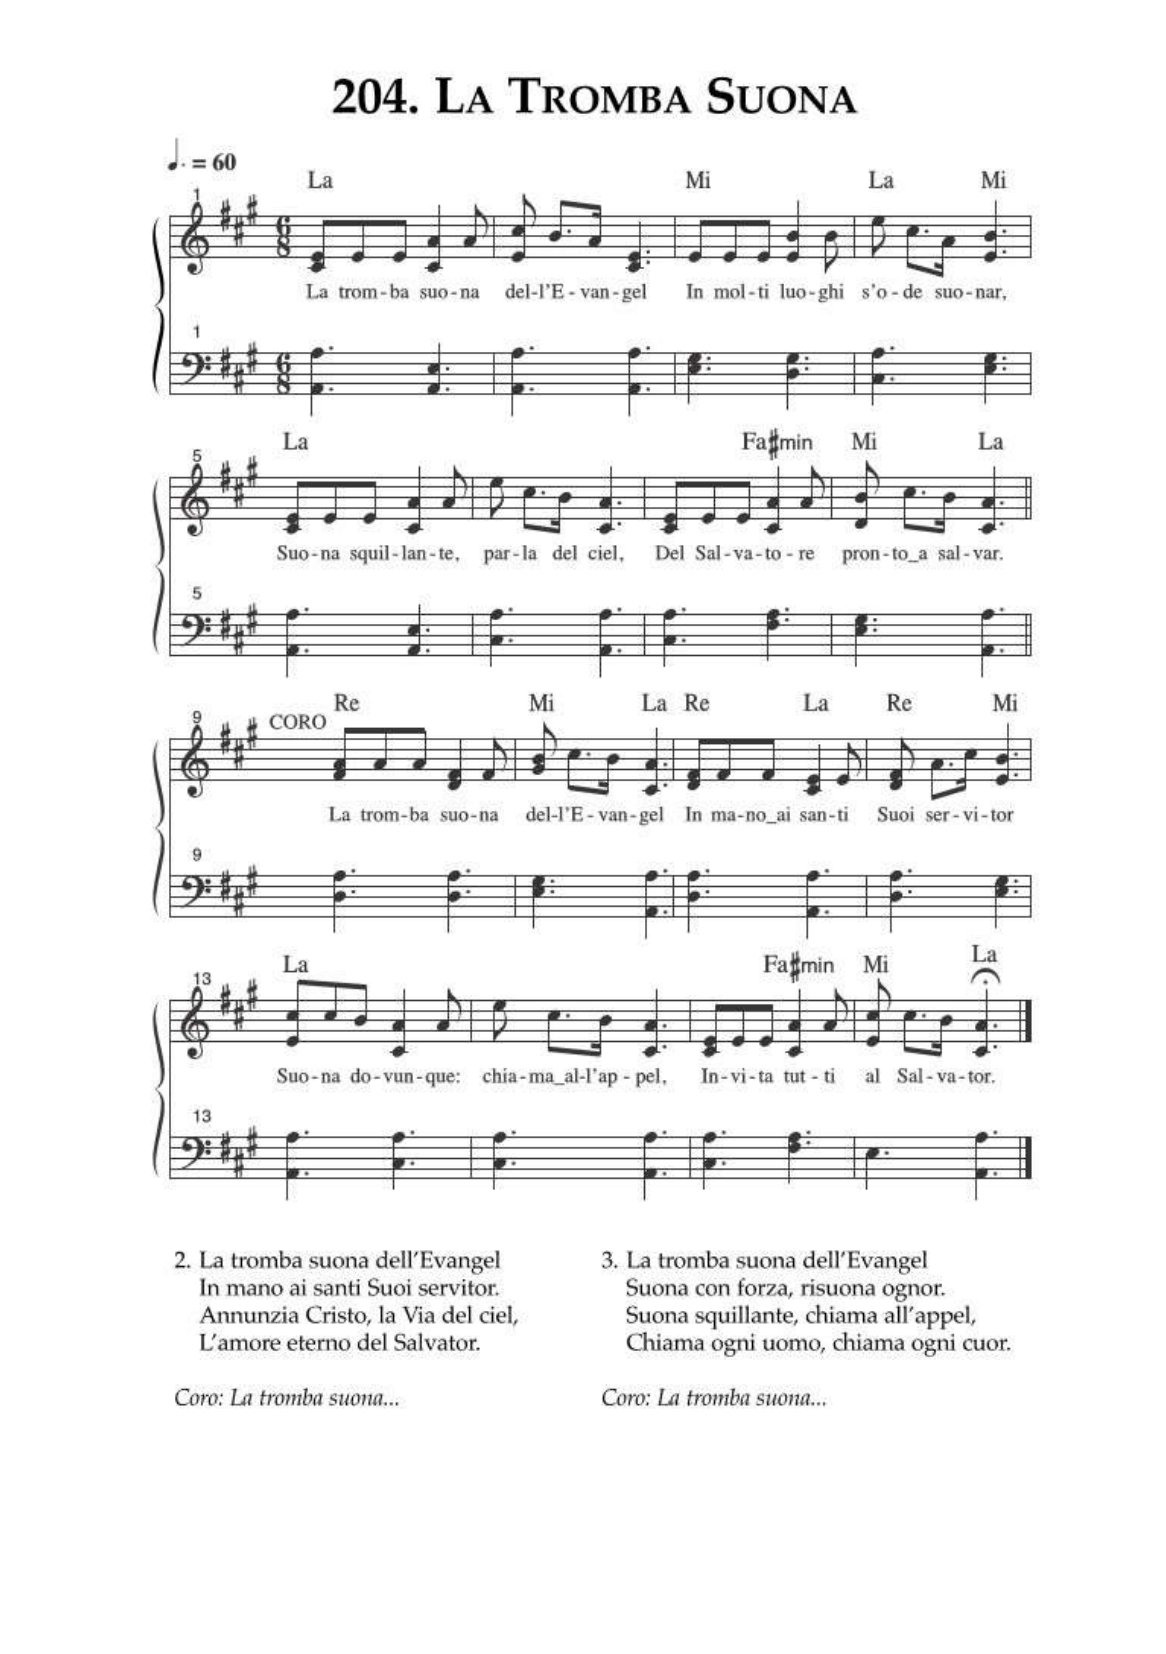 204. LA TROMBA SUONA
♩. = 60
La Mi La Mi
1
6 8
La trom-ba suo-na del-l'E-van-gel In mol-ti luo-ghi s'o-de suo-nar,
1
6 8
La Fa♯min Mi La
5
Suo-na squil-lan-te, par-la del ciel, Del Sal-va-to-re pron-to_a sal-var.
5
Re Mi La Re La Re Mi
9 CORO
La trom-ba suo-na del-l'E-van-gel In ma-no_ai san-ti Suoi ser-vi-tor
9
La Fa♯min Mi La
13
Suo-na do-vun-que: chia-ma_al-l'ap-pel, In-vi-ta tut-ti al Sal-va-tor.
13
2. La tromba suona dell'Evangel
In mano ai santi Suoi servitor.
Annunzia Cristo, la Via del ciel,
L'amore eterno del Salvator.
Coro: La tromba suona...
3. La tromba suona dell'Evangel
Suona con forza, risuona ognor.
Suona squillante, chiama all'appel,
Chiama ogni uomo, chiama ogni cuor.
Coro: La tromba suona...